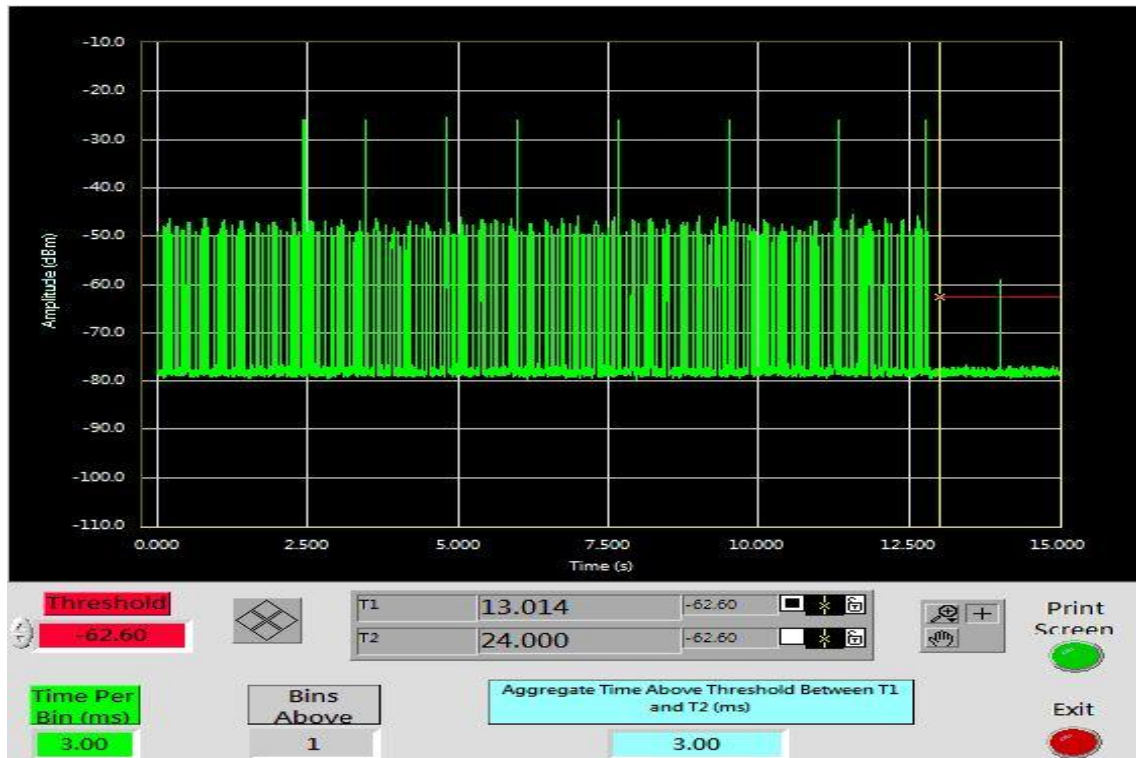 -10.0
-20.0
-30.0
-40.0
-50.0
-60.0
-70.0
-80.0
-90.0
-100.0
-110.0
Amplitude (dBm)
0.000 2.500 5.000 7.500 10.000 12.500 15.000
Time (s)
Threshold
-62.60
T1 13.014 -62.60
T2 24.000 -62.60
Print
Screen
Time Per
Bin (ms)
3.00
Bins
Above
1
Aggregate Time Above Threshold Between T1
and T2 (ms)
3.00
Exit